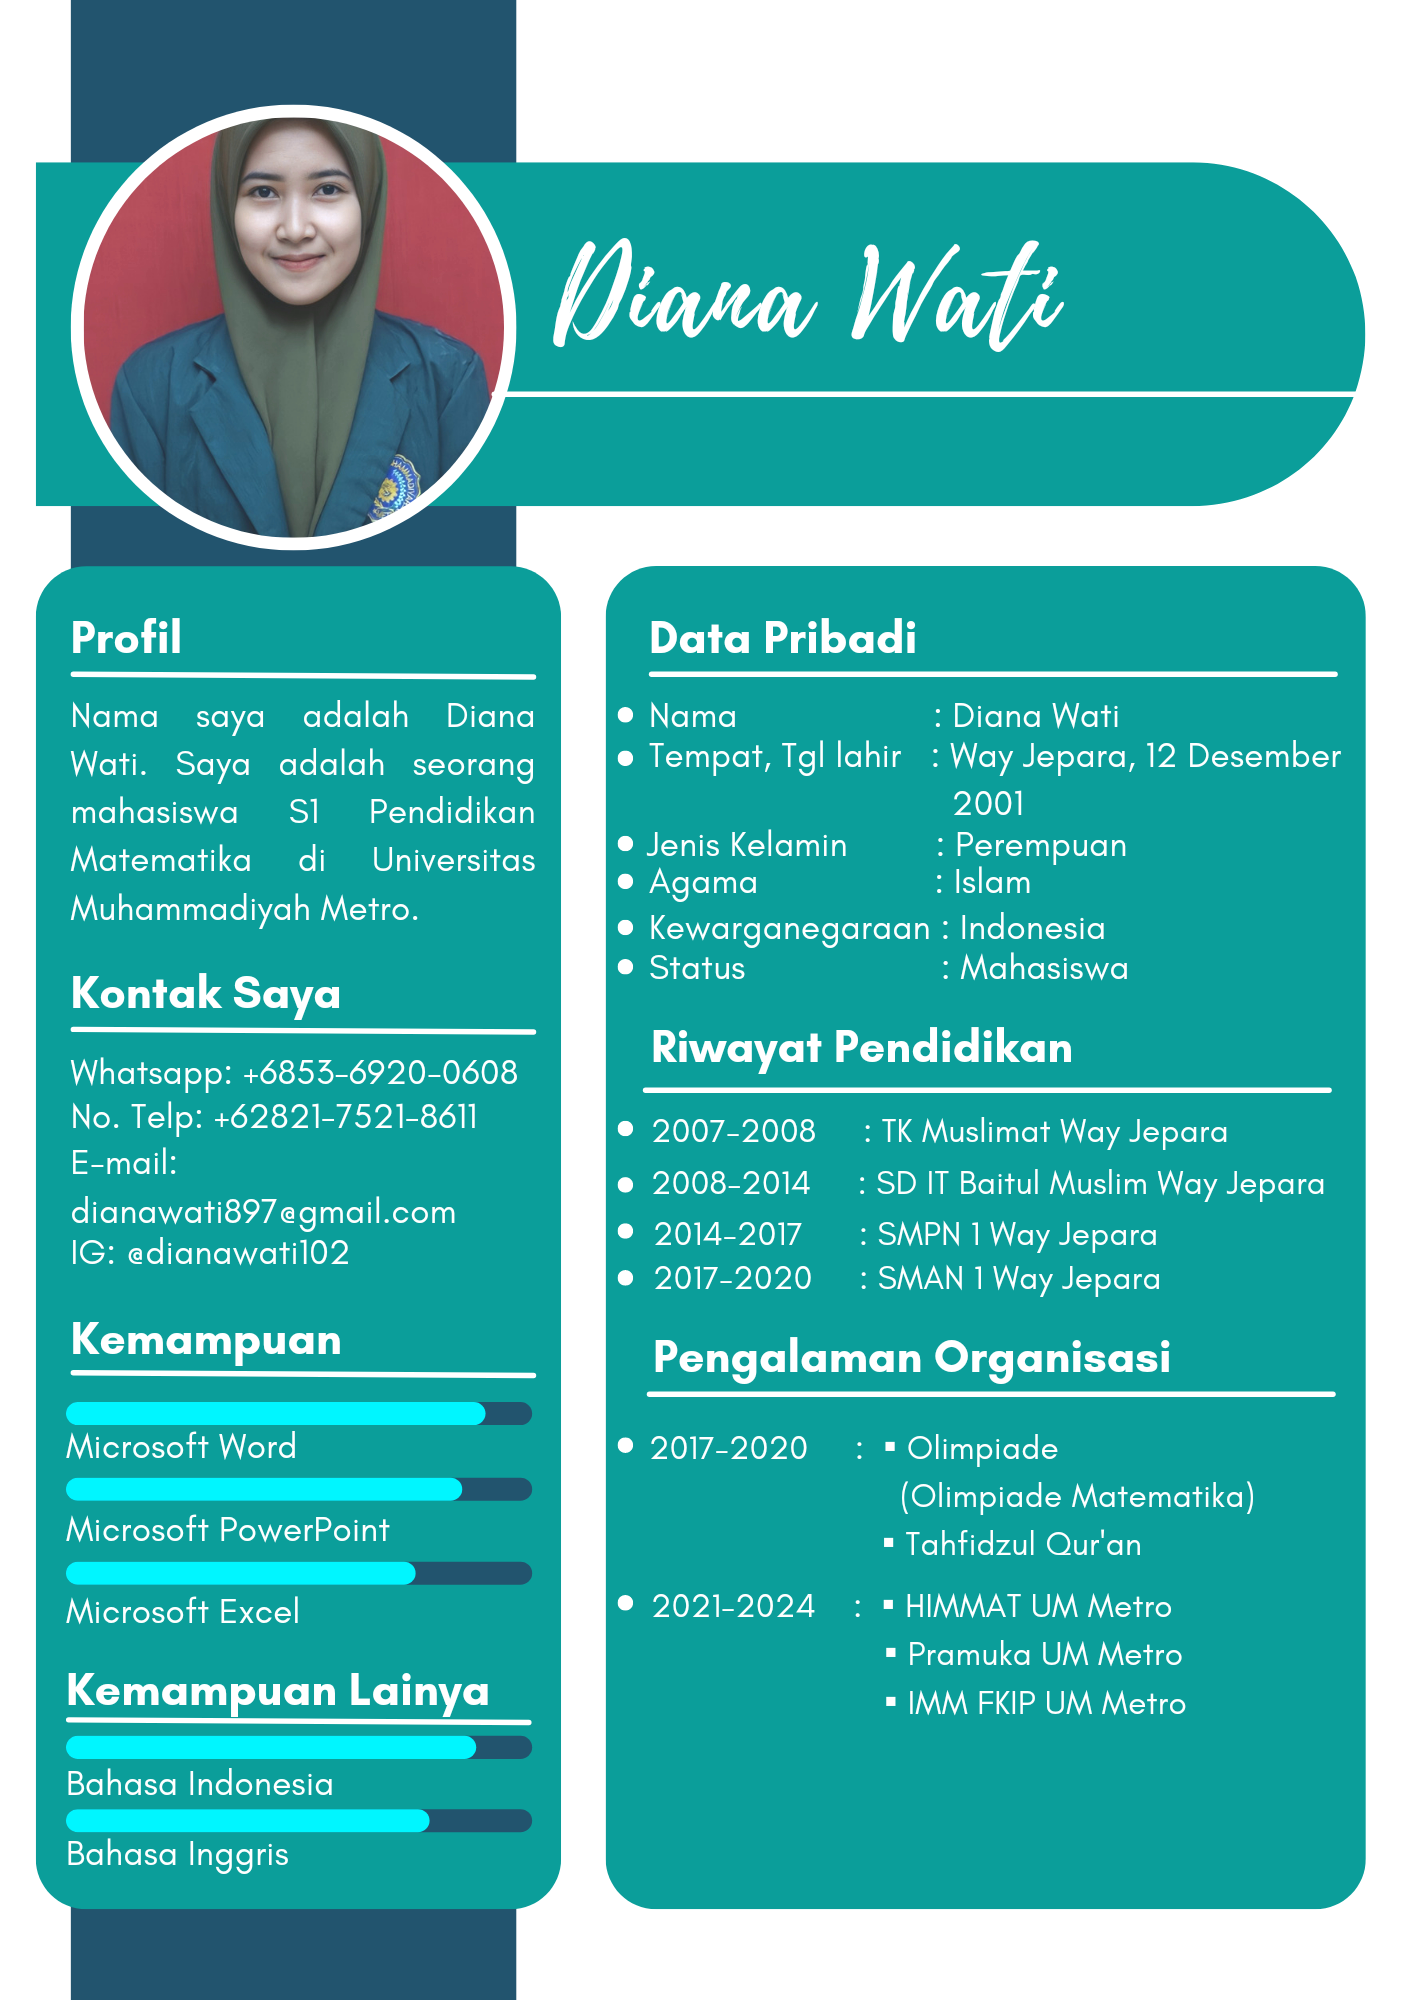 Diana Wati
Profil
Nama saya adalah Diana
Wati. Saya adalah seorang
mahasiswa S1 Pendidikan
Matematika di Universitas
Muhammadiyah Metro.
Kontak Saya
Whatsapp: +6853-6920-0608
No. Telp: +62821-7521-8611
E-mail:
dianawati897@gmail.com
IG: @dianawati102
Kemampuan
Microsoft Word
Microsoft PowerPoint
Microsoft Excel
Kemampuan Lainya
Bahasa Indonesia
Bahasa Inggris
Data Pribadi
• Nama : Diana Wati
• Tempat, Tgl lahir : Way Jepara, 12 Desember
2001
• Jenis Kelamin : Perempuan
• Agama : Islam
• Kewarganegaraan : Indonesia
• Status : Mahasiswa
Riwayat Pendidikan
• 2007-2008 : TK Muslimat Way Jepara
• 2008-2014 : SD IT Baitul Muslim Way Jepara
• 2014-2017 : SMPN 1 Way Jepara
• 2017-2020 : SMAN 1 Way Jepara
Pengalaman Organisasi
• 2017-2020 : ▪ Olimpiade
(Olimpiade Matematika)
▪ Tahfidzul Qur'an
• 2021-2024 : ▪ HIMMAT UM Metro
▪ Pramuka UM Metro
▪ IMM FKIP UM Metro